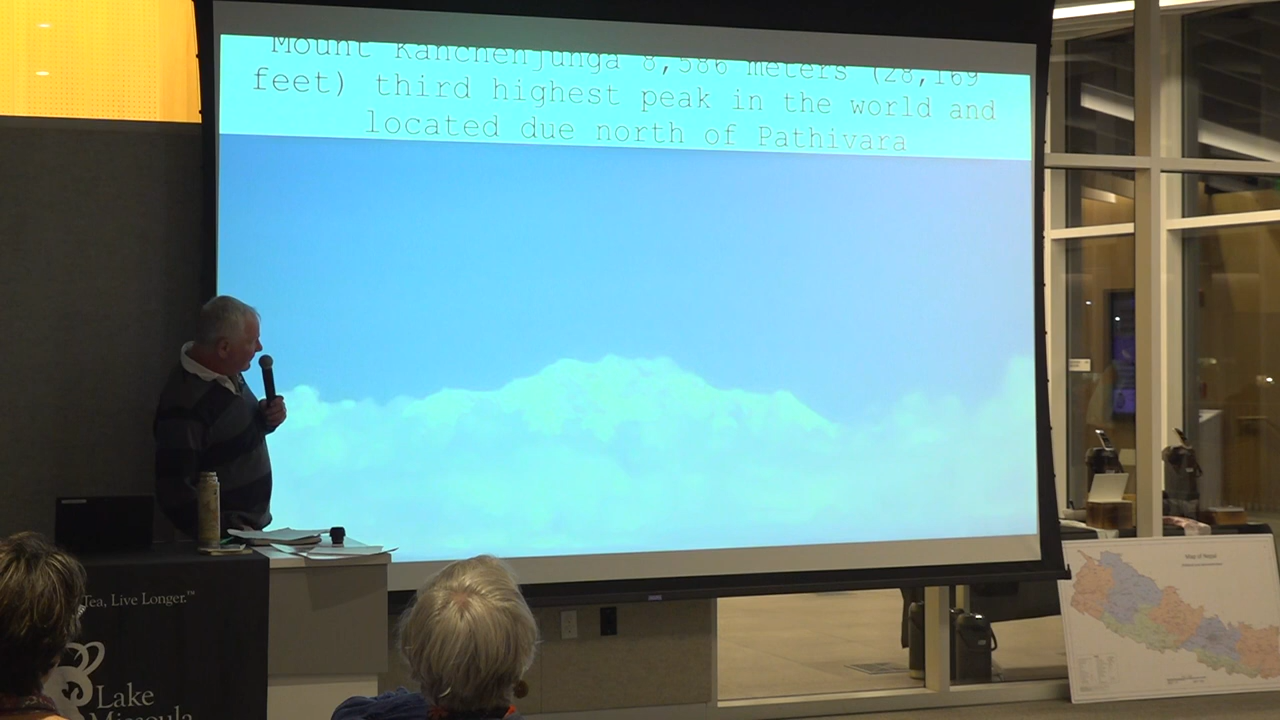 Mount Kanchenjunga 8,586 meters (28,169
feet) third highest peak in the world and
located due north of Pathivara
Tea, Live Longer.™
Lake
Missoula
Map of Nepal